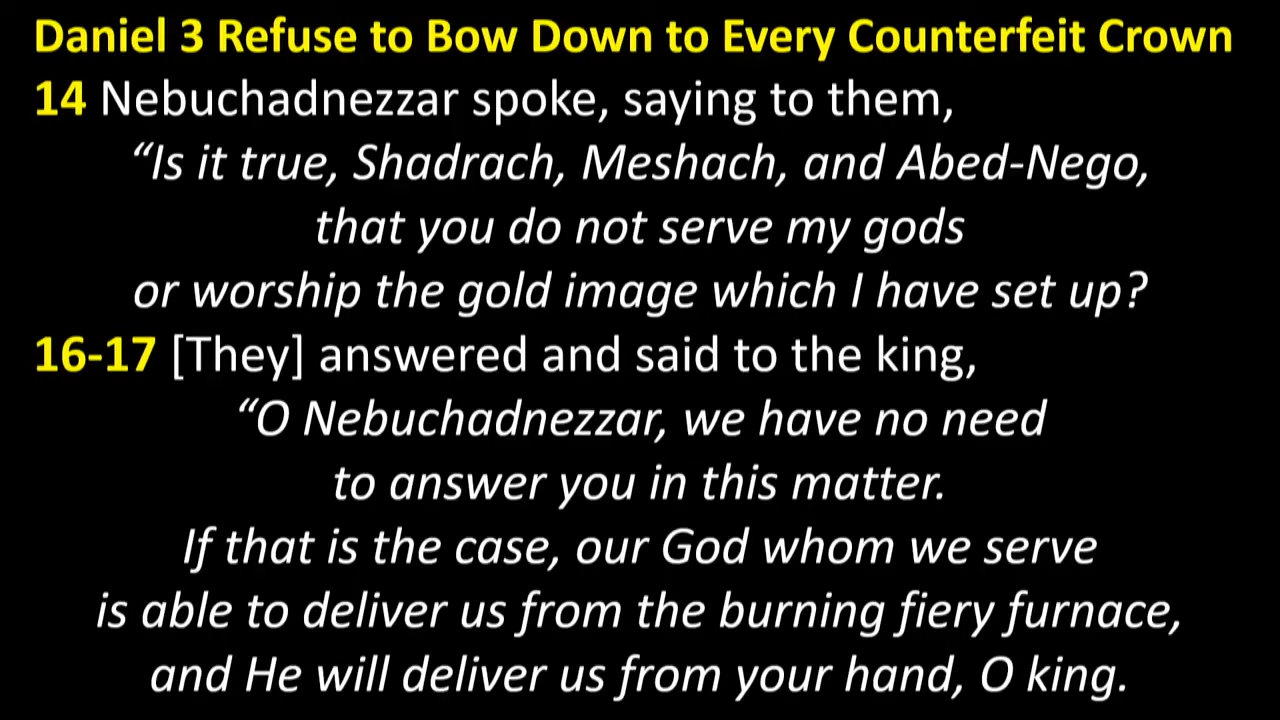 Daniel 3 Refuse to Bow Down to Every Counterfeit Crown
14 Nebuchadnezzar spoke, saying to them,
“Is it true, Shadrach, Meshach, and Abed-Nego,
that you do not serve my gods
or worship the gold image which I have set up?
16-17 [They] answered and said to the king,
“O Nebuchadnezzar, we have no need
to answer you in this matter.
If that is the case, our God whom we serve
is able to deliver us from the burning fiery furnace,
and He will deliver us from your hand, O king.